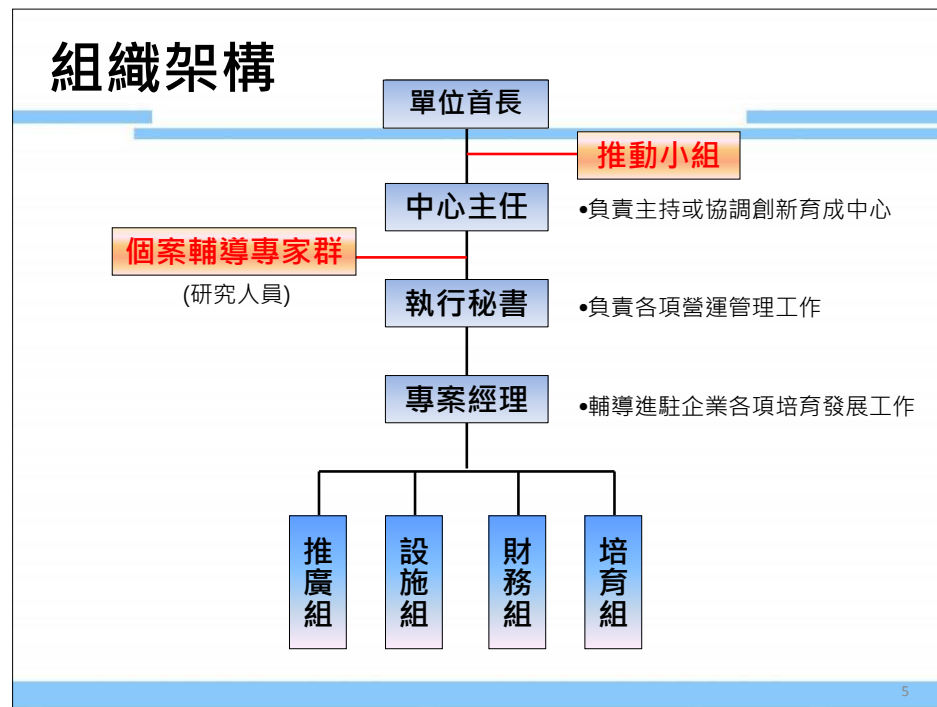 組織架構
單位首長
推動小組
中心主任
•負責主持或協調創新育成中心
個案輔導專家群
(研究人員)
執行秘書
•負責各項營運管理工作
專案經理
•輔導進駐企業各項培育發展工作
推廣組
設施組
財務組
培育組
5